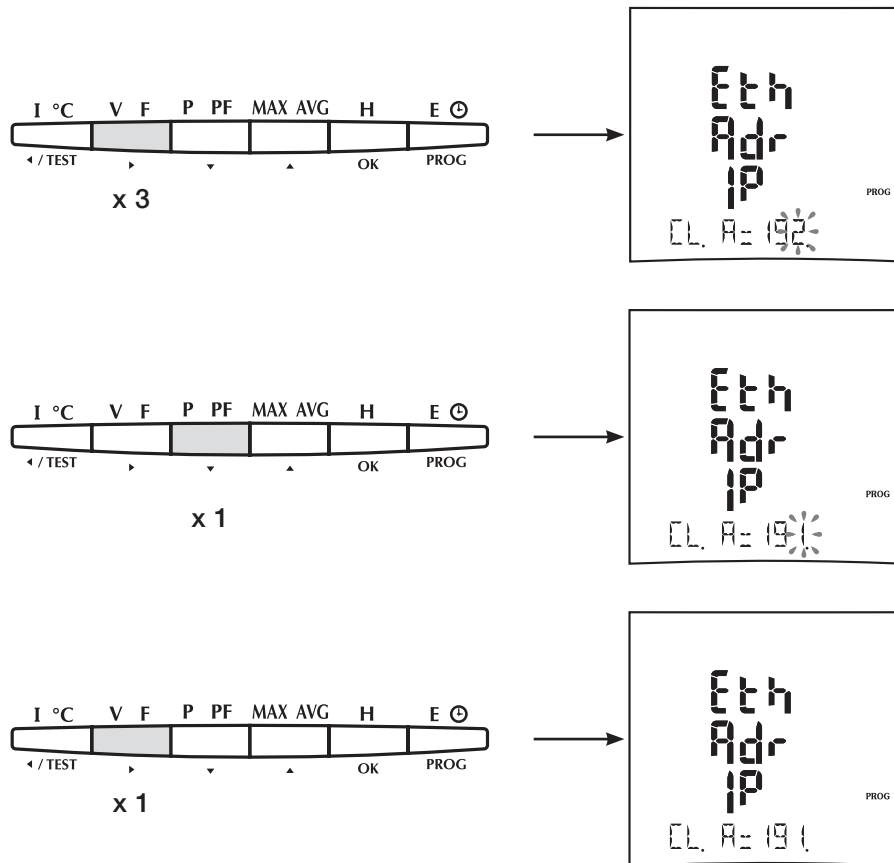 I °C V F P PF MAX AVG H E
/ TEST OK PROG
x 3
Eth
Adr
IP
PROG
CL. A= 192.
I °C V F P PF MAX AVG H E
/ TEST OK PROG
x 1
Eth
Adr
IP
PROG
CL. A= 191.
I °C V F P PF MAX AVG H E
/ TEST OK PROG
x 1
Eth
Adr
IP
PROG
CL. A= 191.